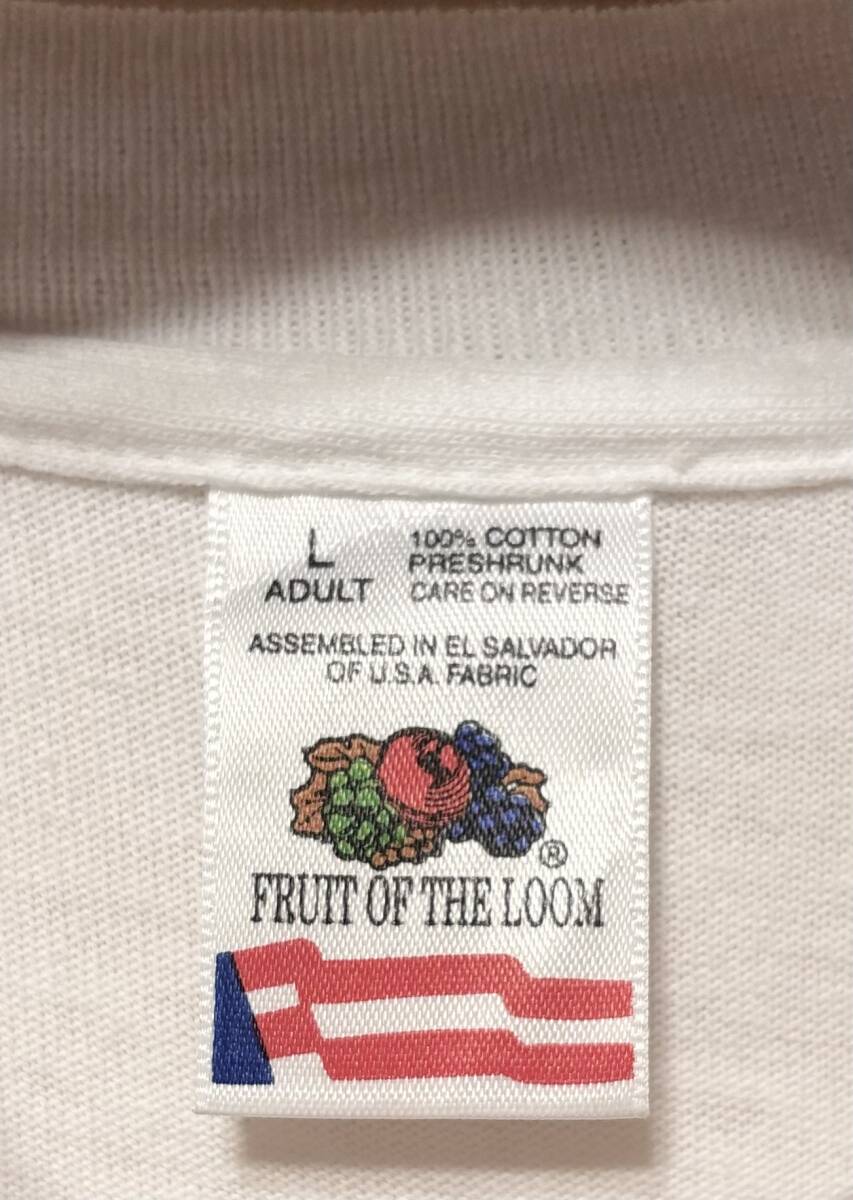 L
ADULT
100% COTTON
PRESHRUNK
CARE ON REVERSE
ASSEMBLED IN EL SALVADOR
OF U.S.A. FABRIC
®
FRUIT OF THE LOOM